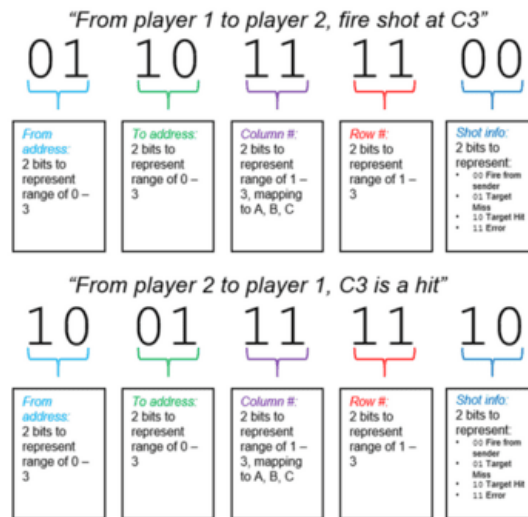 “From player 1 to player 2, fire shot at C3”
01 10 11 11 00
From address:
2 bits to represent range of 0 – 3
To address:
2 bits to represent range of 0 – 3
Column #:
2 bits to represent range of 1 – 3, mapping to A, B, C
Row #:
2 bits to represent range of 1 – 3
Shot info:
2 bits to represent:
• 00 Fire from sender
• 01 Target Miss
• 10 Target Hit
• 11 Error
“From player 2 to player 1, C3 is a hit”
10 01 11 11 10
From address:
2 bits to represent range of 0 – 3
To address:
2 bits to represent range of 0 – 3
Column #:
2 bits to represent range of 1 – 3, mapping to A, B, C
Row #:
2 bits to represent range of 1 – 3
Shot info:
2 bits to represent:
• 00 Fire from sender
• 01 Target Miss
• 10 Target Hit
• 11 Error